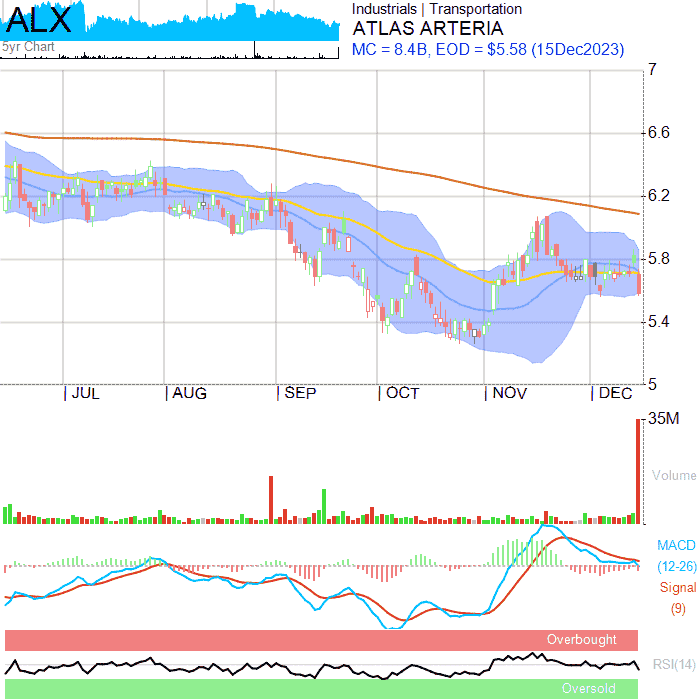 ALX
5yr Chart
Industrials | Transportation
ATLAS ARTERIA
MC = 8.4B, EOD = $5.58 (15Dec2023)
7
6.6
6.2
5.8
5.4
5
| JUL | AUG | SEP | OCT | NOV | DEC
35M
Volume
MACD
(12-26)
Signal
(9)
Overbought
RSI(14)
Oversold